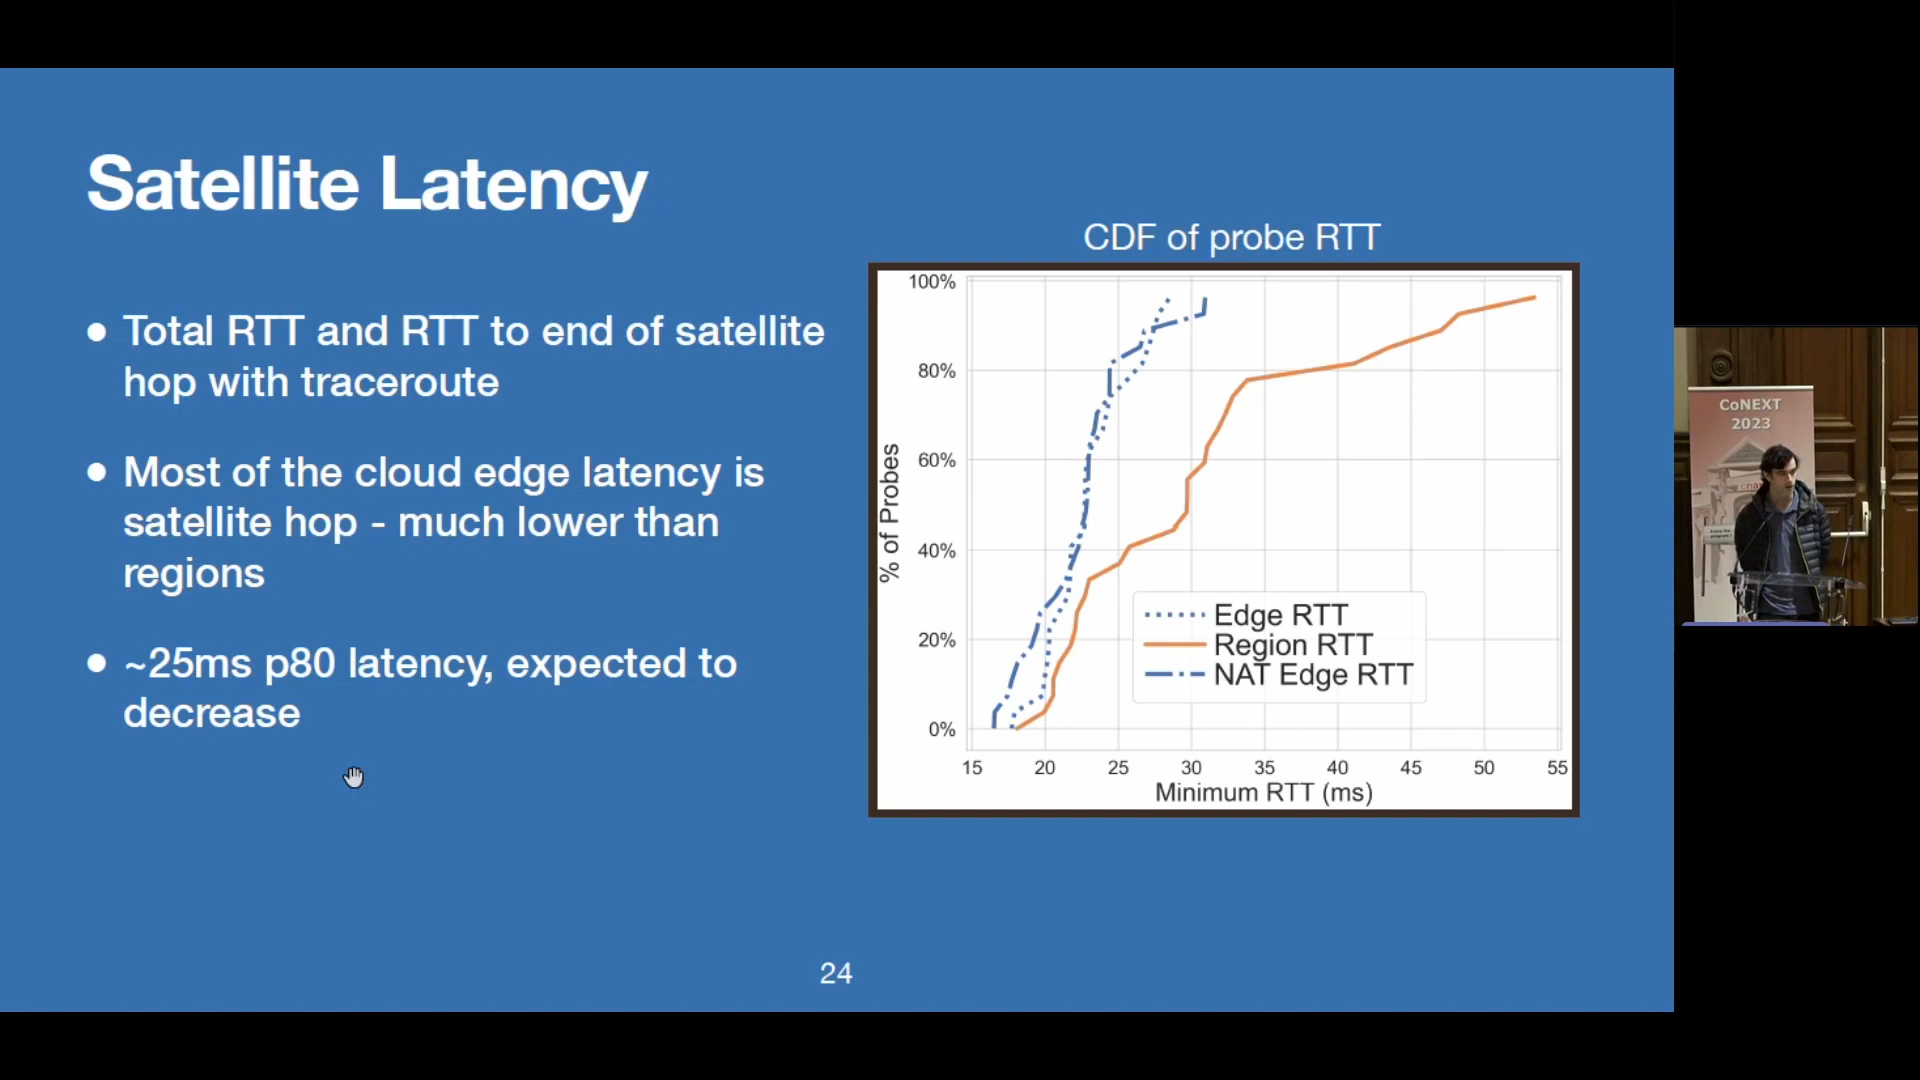 Satellite Latency
CDF of probe RTT
● Total RTT and RTT to end of satellite
hop with traceroute
● Most of the cloud edge latency is
satellite hop - much lower than
regions
● ~25ms p80 latency, expected to
decrease
100%
80%
60%
40%
20%
0%
% of Probes
Edge RTT
Region RTT
NAT Edge RTT
15 20 25 30 35 40 45 50 55
Minimum RTT (ms)
24
CoNEXT
2023